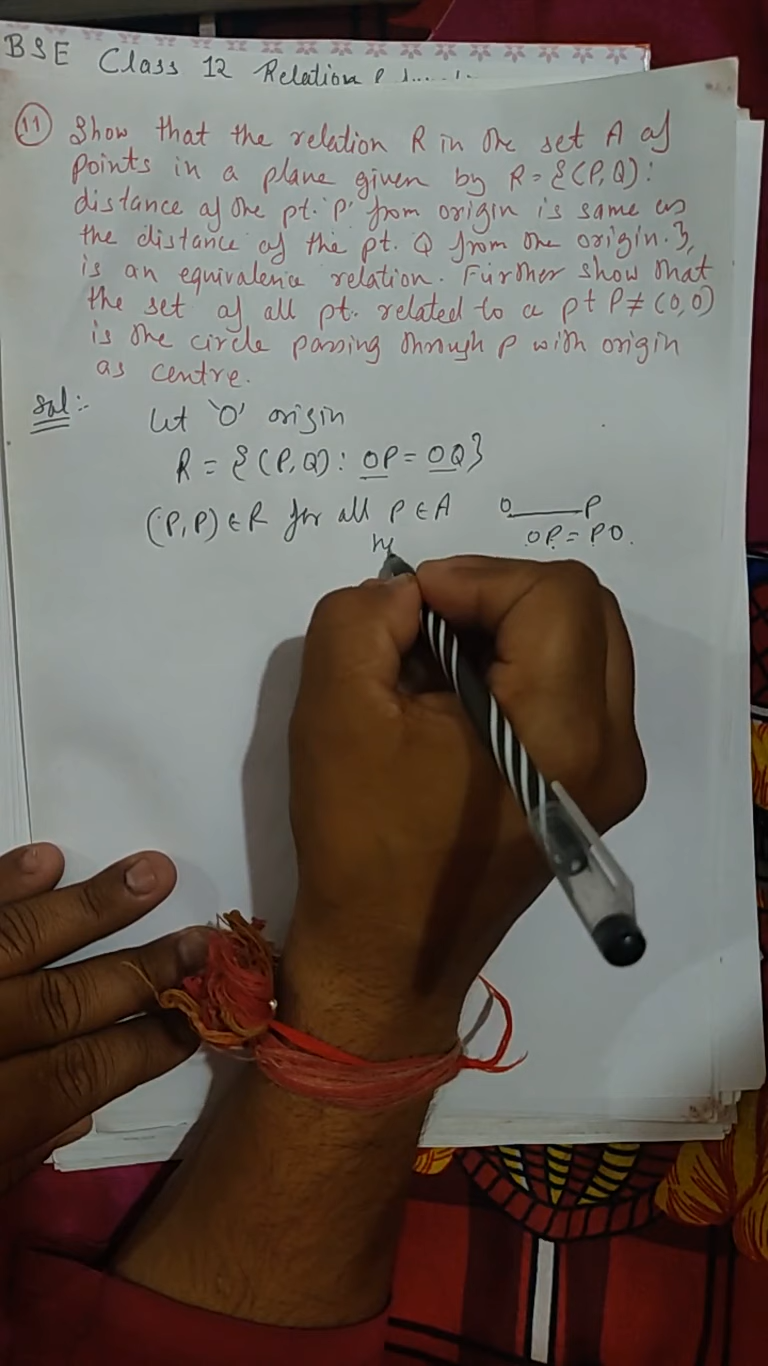 BSE Class 12 Relation
(11) Show that the relation R in the set A of
points in a plane given by R = {(P,Q):
distance of the pt. 'P' from origin is same as
the distance of the pt. Q from the origin.},
is an equivalence relation. Further show that
the set of all pt. related to a pt P ≠ (0,0)
is the circle passing through P with origin
as centre.
Sol:-
Let 'O' origin
R = {(P,Q): OP = OQ}
(P,P) ∈ R for all P ∈ A
O P
OP = PO.